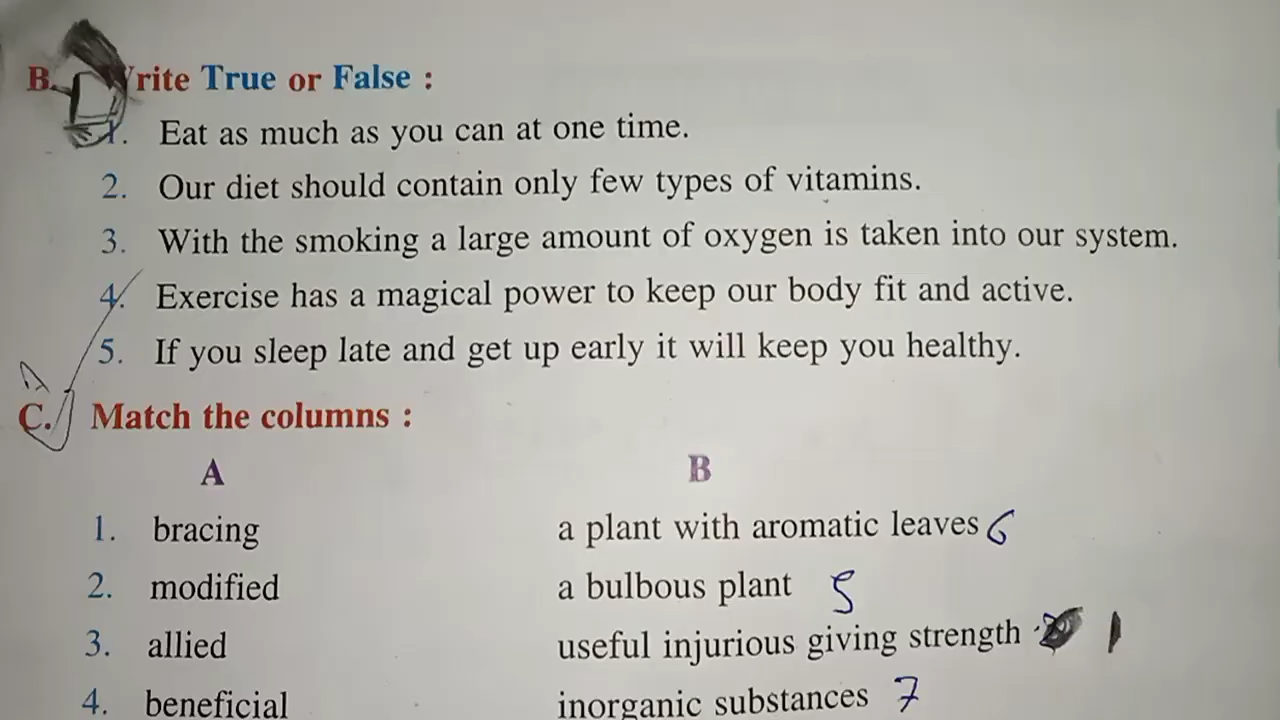 B. Write True or False :
1. Eat as much as you can at one time.
2. Our diet should contain only few types of vitamins.
3. With the smoking a large amount of oxygen is taken into our system.
4. Exercise has a magical power to keep our body fit and active.
5. If you sleep late and get up early it will keep you healthy.
C. Match the columns :
A B
1. bracing a plant with aromatic leaves 6
2. modified a bulbous plant 5
3. allied useful injurious giving strength 1
4. beneficial inorganic substances 7